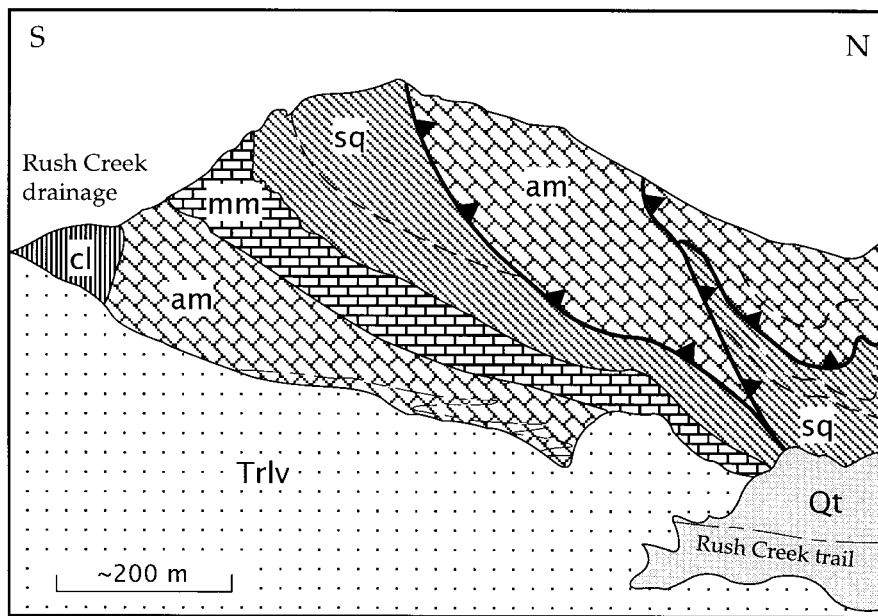 S
N
sq
am
Rush Creek
drainage
mm
cl
am
sq
Trlv
Qt
Rush Creek trail
~200 m